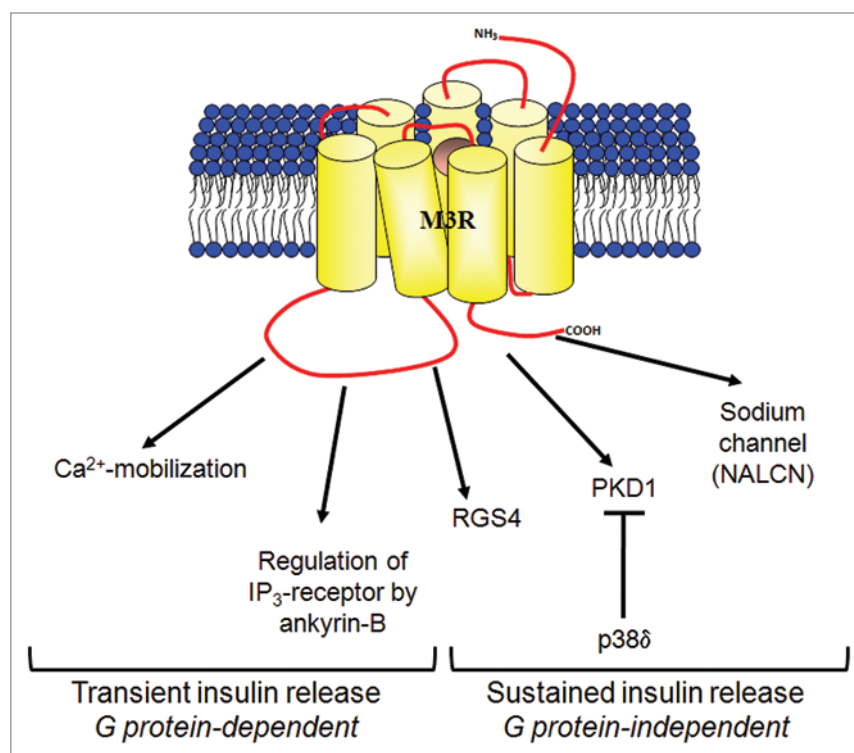 NH₃
M3R
COOH
Ca²⁺-mobilization
Regulation of
IP₃-receptor by
ankyrin-B
RGS4
PKD1
Sodium
channel
(NALCN)
p38δ
Transient insulin release
G protein-dependent
Sustained insulin release
G protein-independent